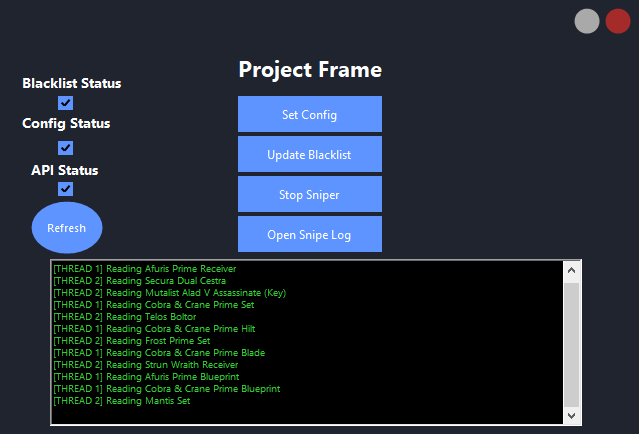 Project Frame
Blacklist Status
Config Status
API Status
Refresh
Set Config
Update Blacklist
Stop Sniper
Open Snipe Log
[THREAD 1] Reading Afuris Prime Receiver
[THREAD 2] Reading Secura Dual Cestra
[THREAD 2] Reading Mutalist Alad V Assassinate (Key)
[THREAD 1] Reading Cobra & Crane Prime Set
[THREAD 2] Reading Telos Boltor
[THREAD 1] Reading Cobra & Crane Prime Hilt
[THREAD 2] Reading Frost Prime Set
[THREAD 1] Reading Cobra & Crane Prime Blade
[THREAD 2] Reading Strun Wraith Receiver
[THREAD 1] Reading Afuris Prime Blueprint
[THREAD 1] Reading Cobra & Crane Prime Blueprint
[THREAD 2] Reading Mantis Set